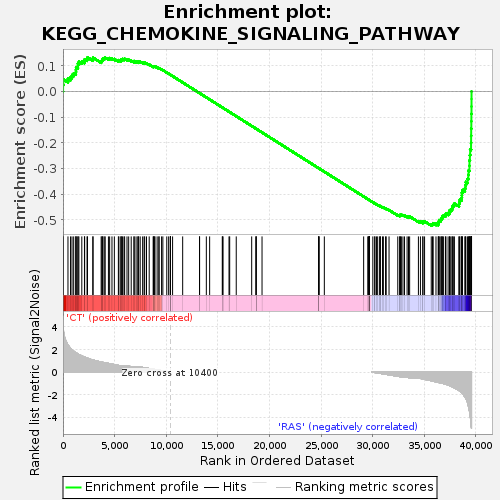 Enrichment plot:
KEGG_CHEMOKINE_SIGNALING_PATHWAY
Enrichment score (ES)
0.1
0.0
-0.1
-0.2
-0.3
-0.4
-0.5
'CT' (positively correlated)
Ranked list metric (Signal2Noise)
4
2
0
-2
-4
Zero cross at 10400
'RAS' (negatively correlated)
0 5,000 10,000 15,000 20,000 25,000 30,000 35,000 40,000
Rank in Ordered Dataset
Enrichment profile Hits Ranking metric scores